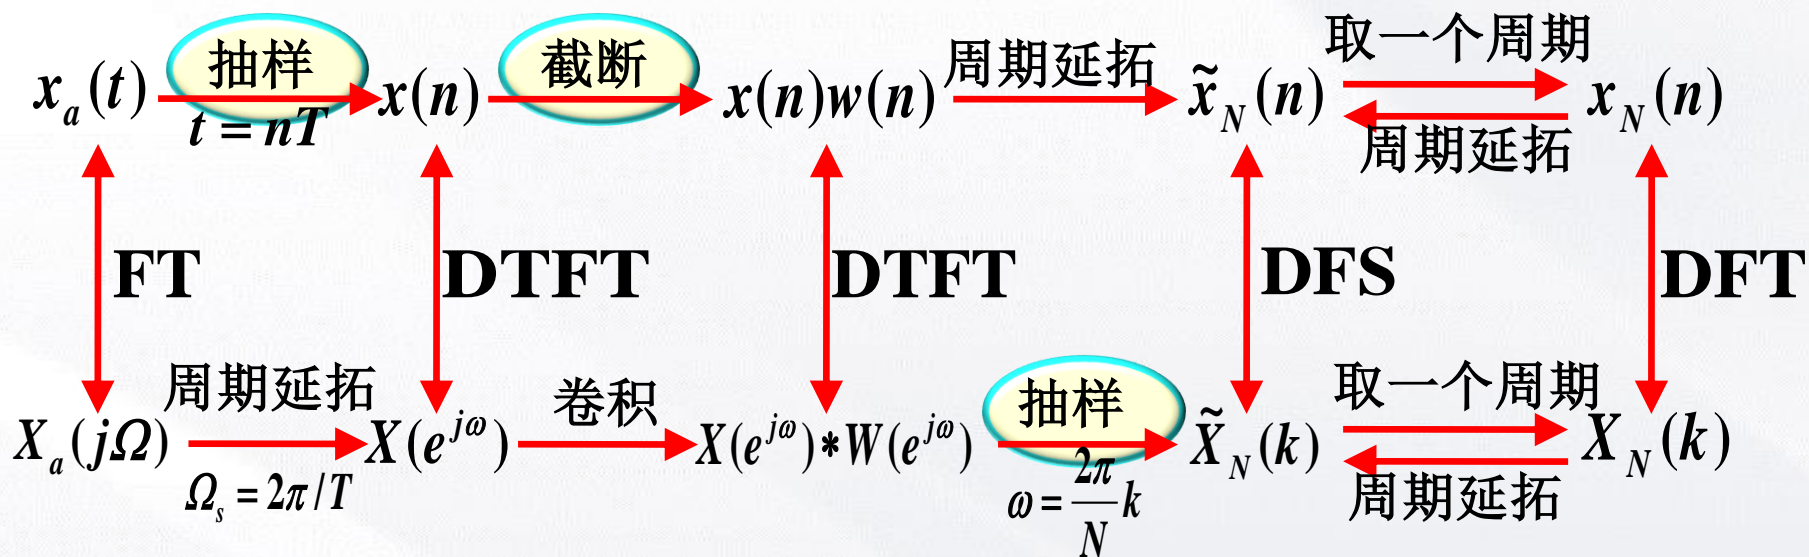 取一个周期
抽样 截断 周期延拓
x_a(t) x(n) x(n)w(n) x̃_N(n) x_N(n)
t = nT 周期延拓
FT DTFT DTFT DFS DFT
周期延拓 卷积 抽样 取一个周期
X_a(jΩ) X(e^{jω}) X(e^{jω})*W(e^{jω}) X̃_N(k) X_N(k)
Ω_s = 2π/T ω = \frac{2π}{N} k 周期延拓